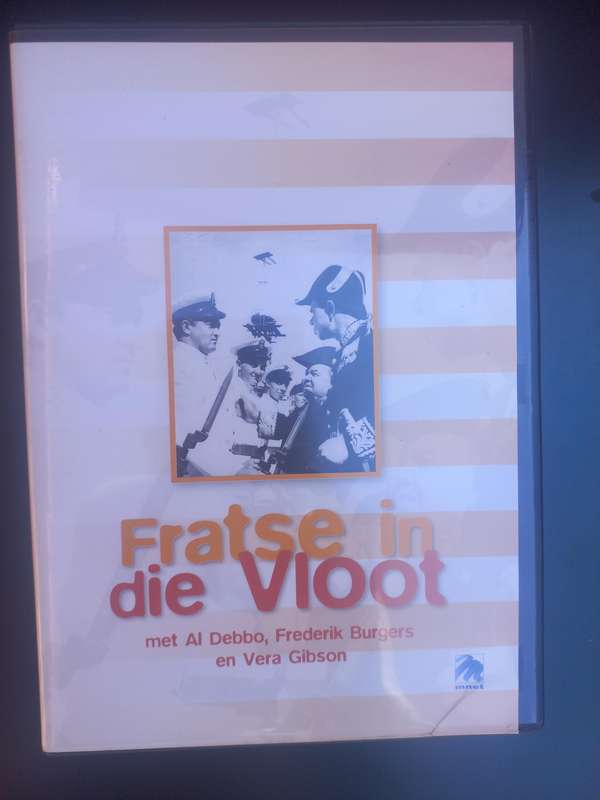 Fratse in
die Vloot
met Al Debbo, Frederik Burgers
en Vera Gibson
mnet